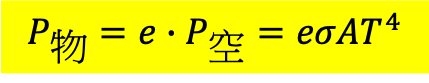 P物 = e · P空 = eσAT⁴